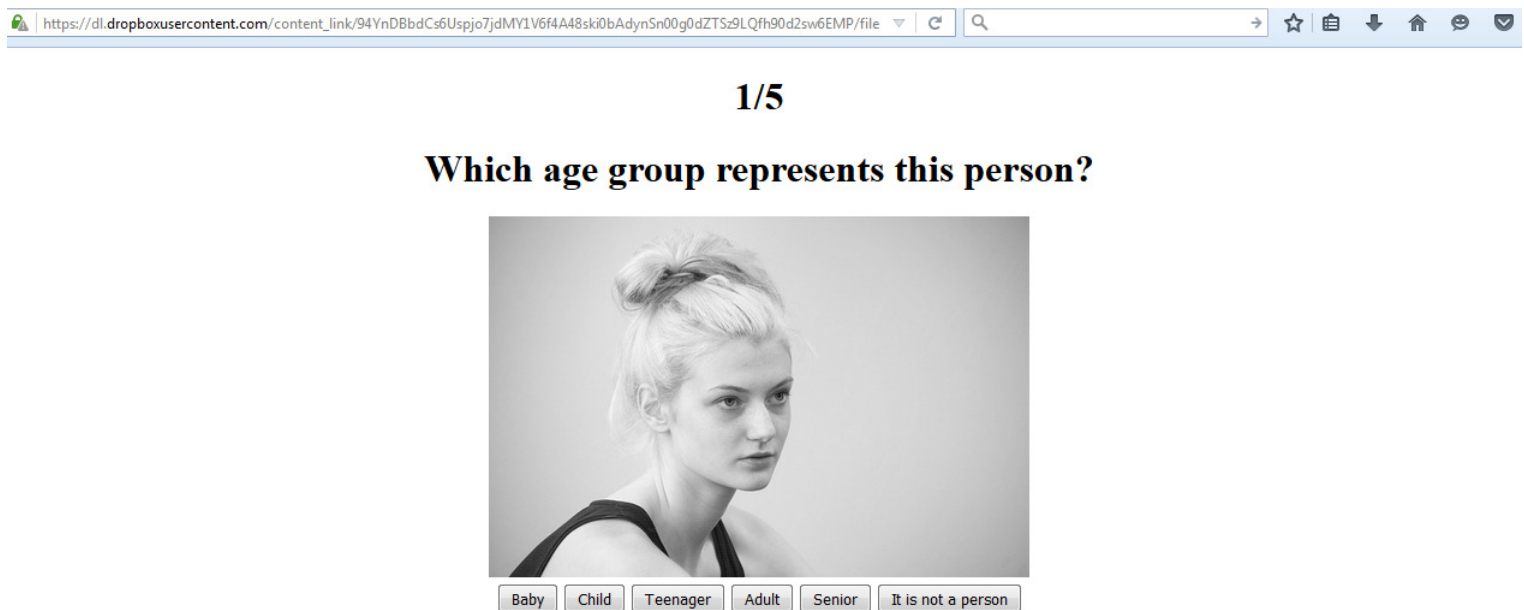 https://dl.dropboxusercontent.com/content_link/94YnDBbdCs6Uspjo7jdMY1V6f4A48ski0bAdynSn00g0dZTSz9LQfh90d2sw6EMP/file
1/5
Which age group represents this person?
Baby Child Teenager Adult Senior It is not a person